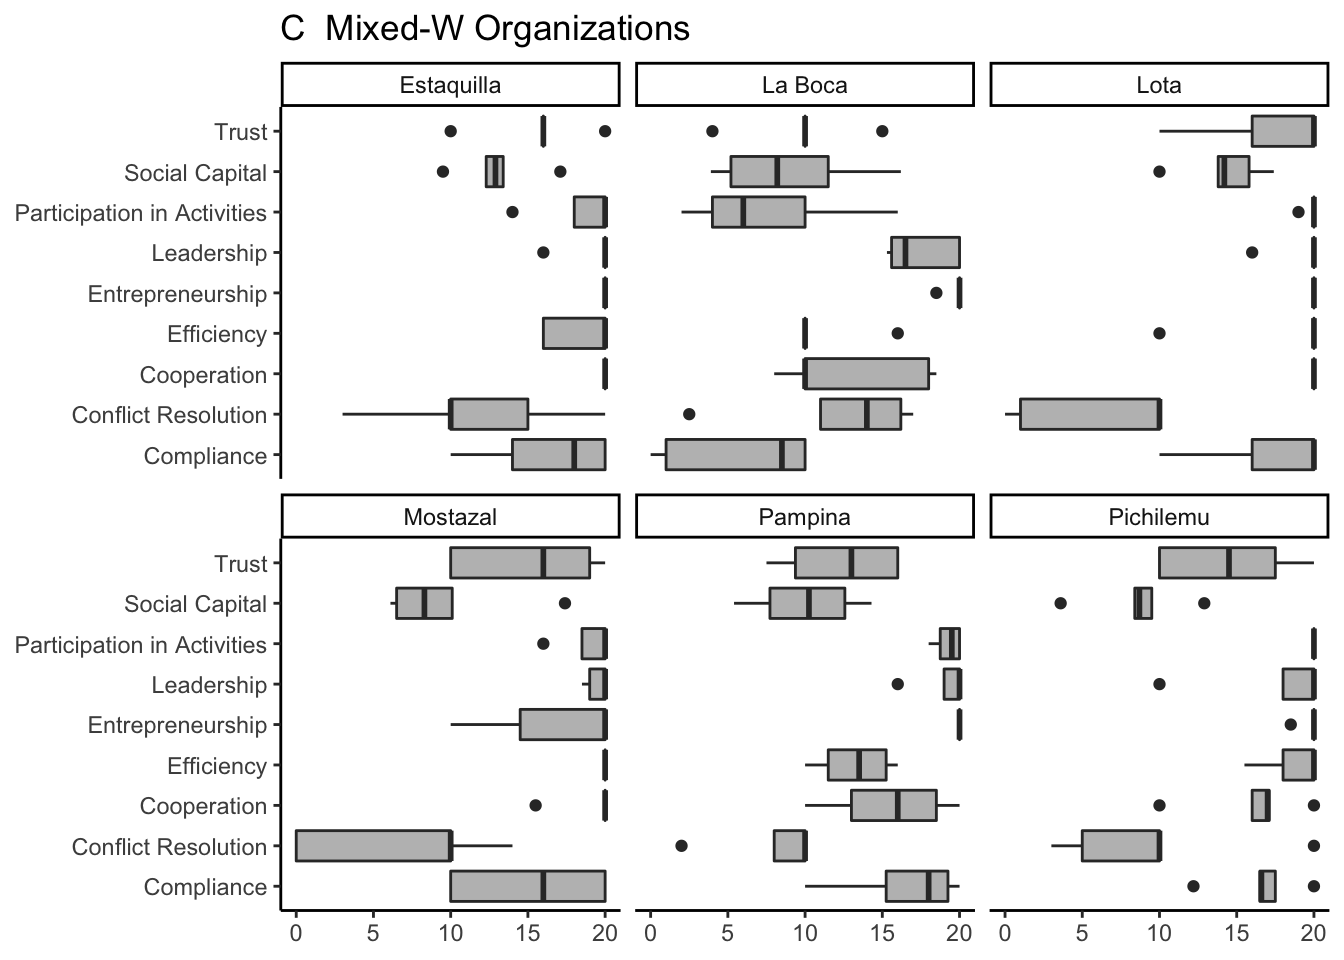 C Mixed-W Organizations
Estaquilla La Boca Lota
Trust
Social Capital
Participation in Activities
Leadership
Entrepreneurship
Efficiency
Cooperation
Conflict Resolution
Compliance
Mostazal Pampina Pichilemu
Trust
Social Capital
Participation in Activities
Leadership
Entrepreneurship
Efficiency
Cooperation
Conflict Resolution
Compliance
0 5 10 15 20 0 5 10 15 20 0 5 10 15 20